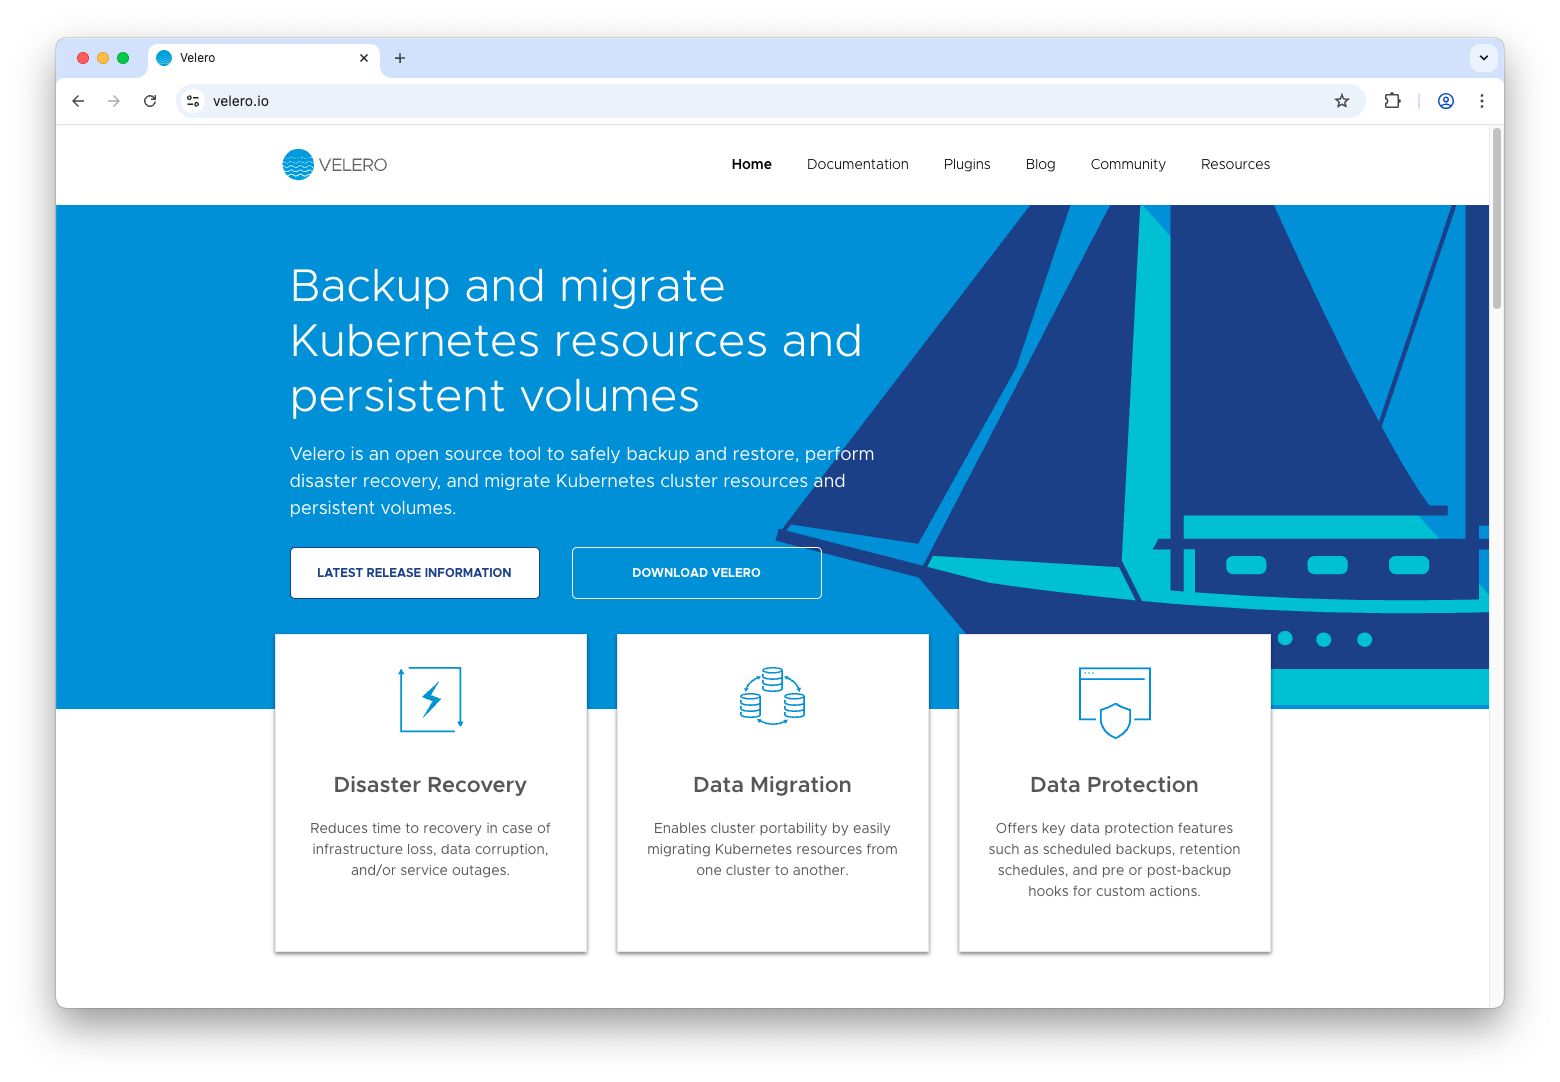 Velero
velero.io
VELERO
Home Documentation Plugins Blog Community Resources
Backup and migrate
Kubernetes resources and
persistent volumes
Velero is an open source tool to safely backup and restore, perform
disaster recovery, and migrate Kubernetes cluster resources and
persistent volumes.
LATEST RELEASE INFORMATION
DOWNLOAD VELERO
Disaster Recovery
Reduces time to recovery in case of
infrastructure loss, data corruption,
and/or service outages.
Data Migration
Enables cluster portability by easily
migrating Kubernetes resources from
one cluster to another.
Data Protection
Offers key data protection features
such as scheduled backups, retention
schedules, and pre or post-backup
hooks for custom actions.